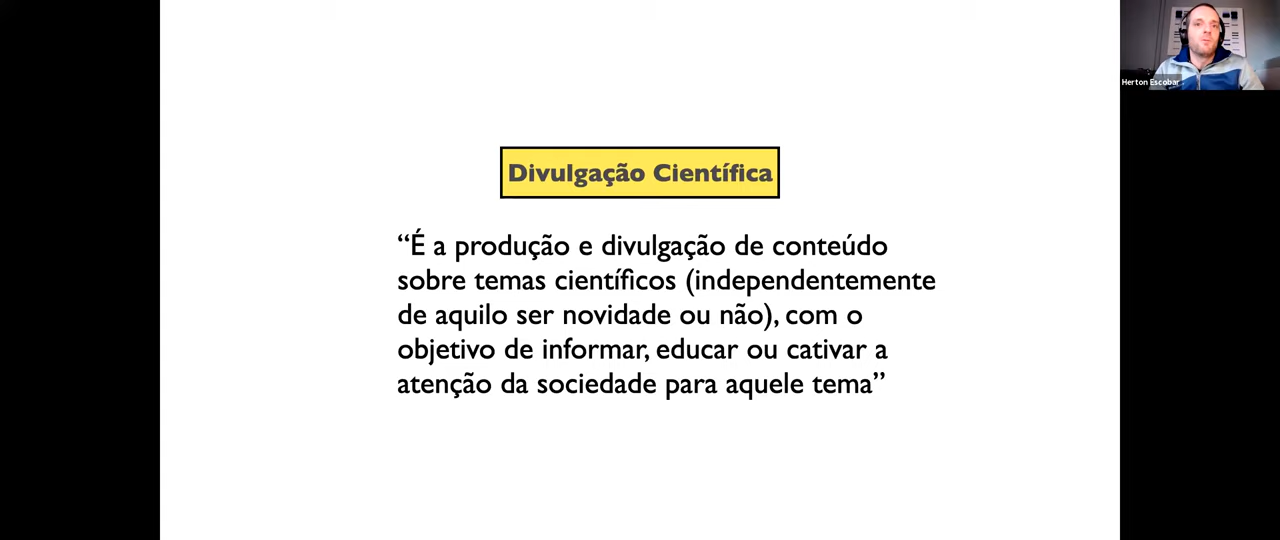 Divulgação Científica
“É a produção e divulgação de conteúdo
sobre temas científicos (independentemente
de aquilo ser novidade ou não), com o
objetivo de informar, educar ou cativar a
atenção da sociedade para aquele tema”
Herton Escobar